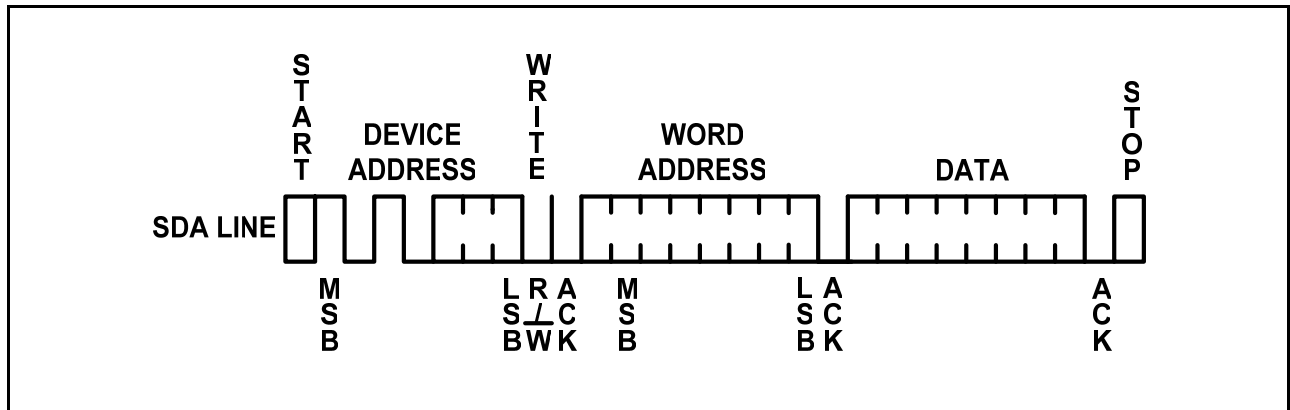 START
DEVICE
ADDRESS
WRITE
WORD
ADDRESS
DATA
STOP
SDA LINE
MSB
LSB
R/W
ACK
MSB
LSB
ACK
ACK